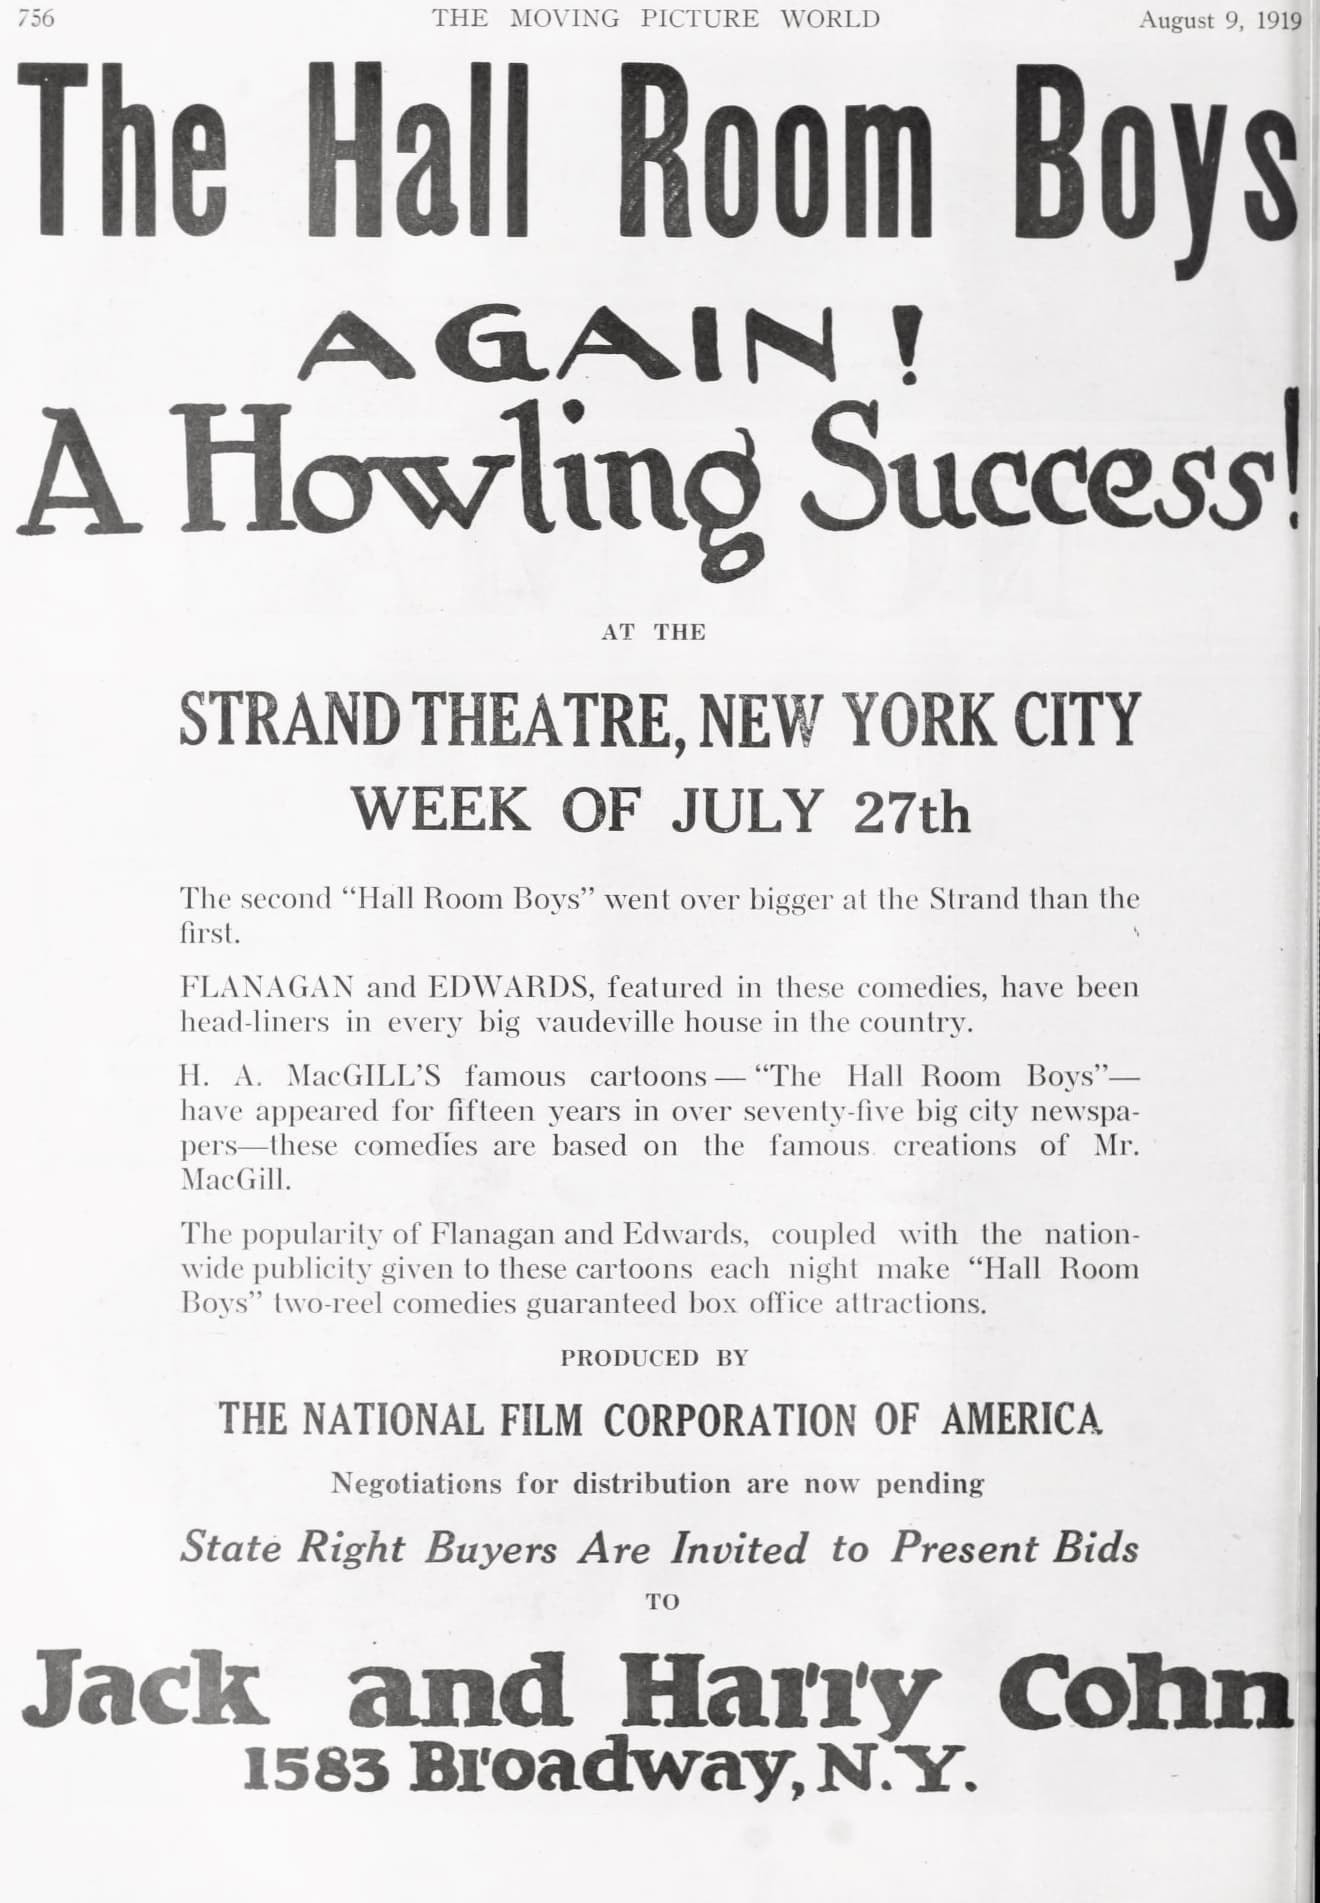 756
THE MOVING PICTURE WORLD
August 9, 1919
The Hall Room Boys
AGAIN!
A Howling Success!
AT THE
STRAND THEATRE, NEW YORK CITY
WEEK OF JULY 27th
The second “Hall Room Boys” went over bigger at the Strand than the
first.
FLANAGAN and EDWARDS, featured in these comedies, have been
head-liners in every big vaudeville house in the country.
H. A. MacGILL’S famous cartoons — “The Hall Room Boys”—
have appeared for fifteen years in over seventy-five big city newspa-
pers—these comedies are based on the famous creations of Mr.
MacGill.
The popularity of Flanagan and Edwards, coupled with the nation-
wide publicity given to these cartoons each night make “Hall Room
Boys” two-reel comedies guaranteed box office attractions.
PRODUCED BY
THE NATIONAL FILM CORPORATION OF AMERICA
Negotiations for distribution are now pending
State Right Buyers Are Invited to Present Bids
TO
Jack and Harry Cohn
1583 Broadway, N.Y.